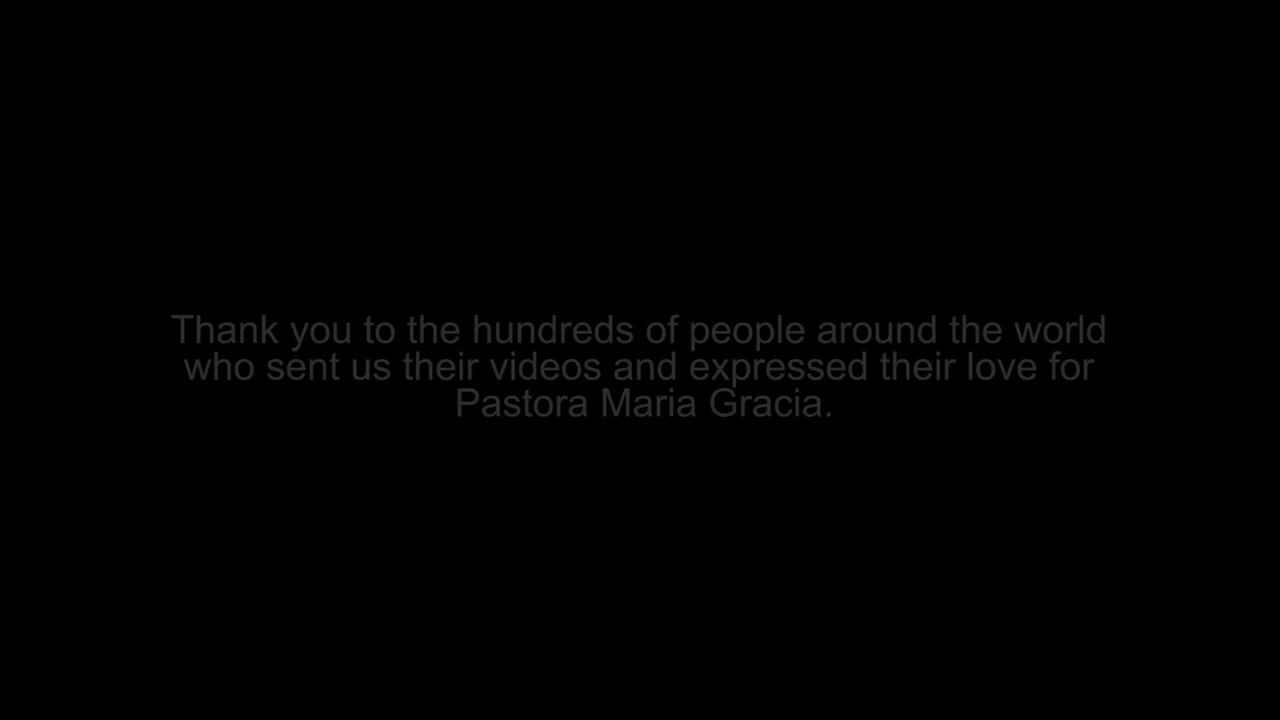 Thank you to the hundreds of people around the world
who sent us their videos and expressed their love for
Pastora Maria Gracia.